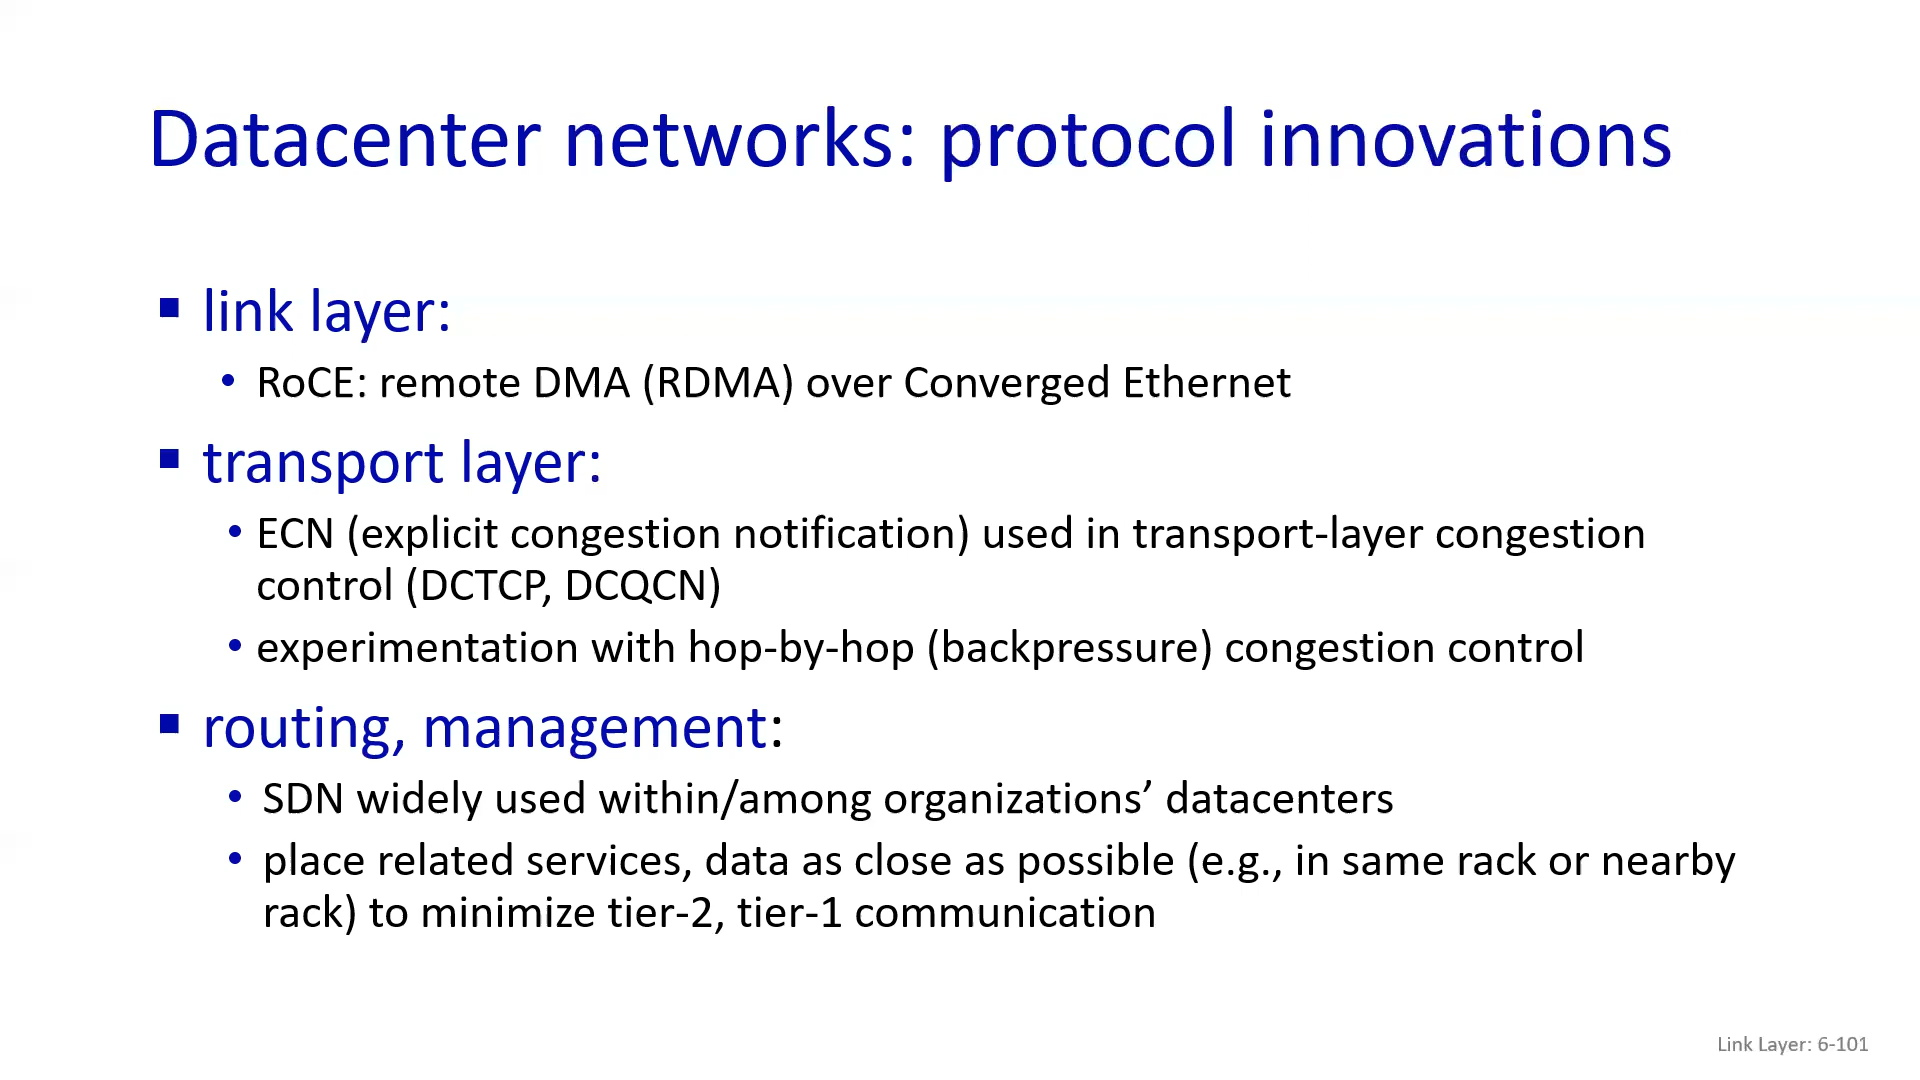 Datacenter networks: protocol innovations
▪ link layer:
• RoCE: remote DMA (RDMA) over Converged Ethernet
▪ transport layer:
• ECN (explicit congestion notification) used in transport-layer congestion
control (DCTCP, DCQCN)
• experimentation with hop-by-hop (backpressure) congestion control
▪ routing, management:
• SDN widely used within/among organizations’ datacenters
• place related services, data as close as possible (e.g., in same rack or nearby
rack) to minimize tier-2, tier-1 communication
Link Layer: 6-101